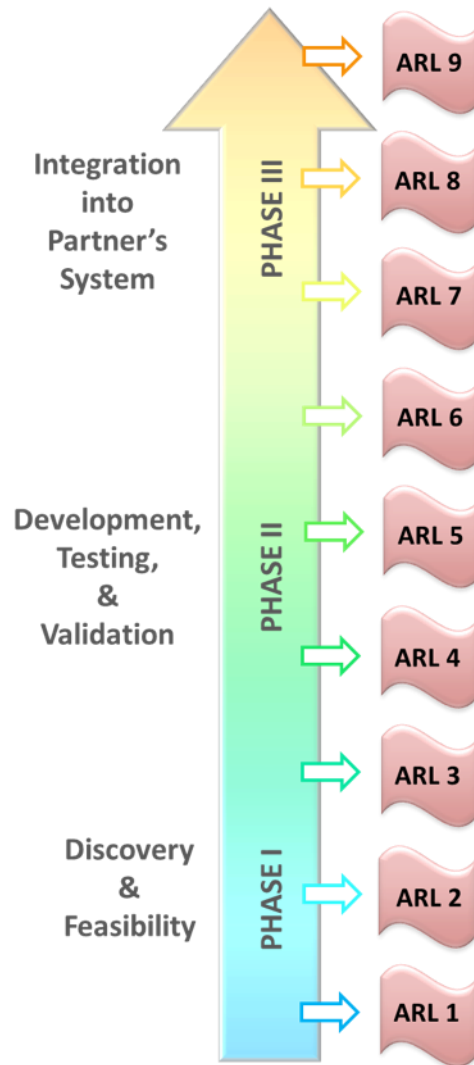 ARL 9
Integration
into
Partner's
System
PHASE III
ARL 8
ARL 7
ARL 6
Development,
Testing,
&
Validation
PHASE II
ARL 5
ARL 4
ARL 3
Discovery
&
Feasibility
PHASE I
ARL 2
ARL 1